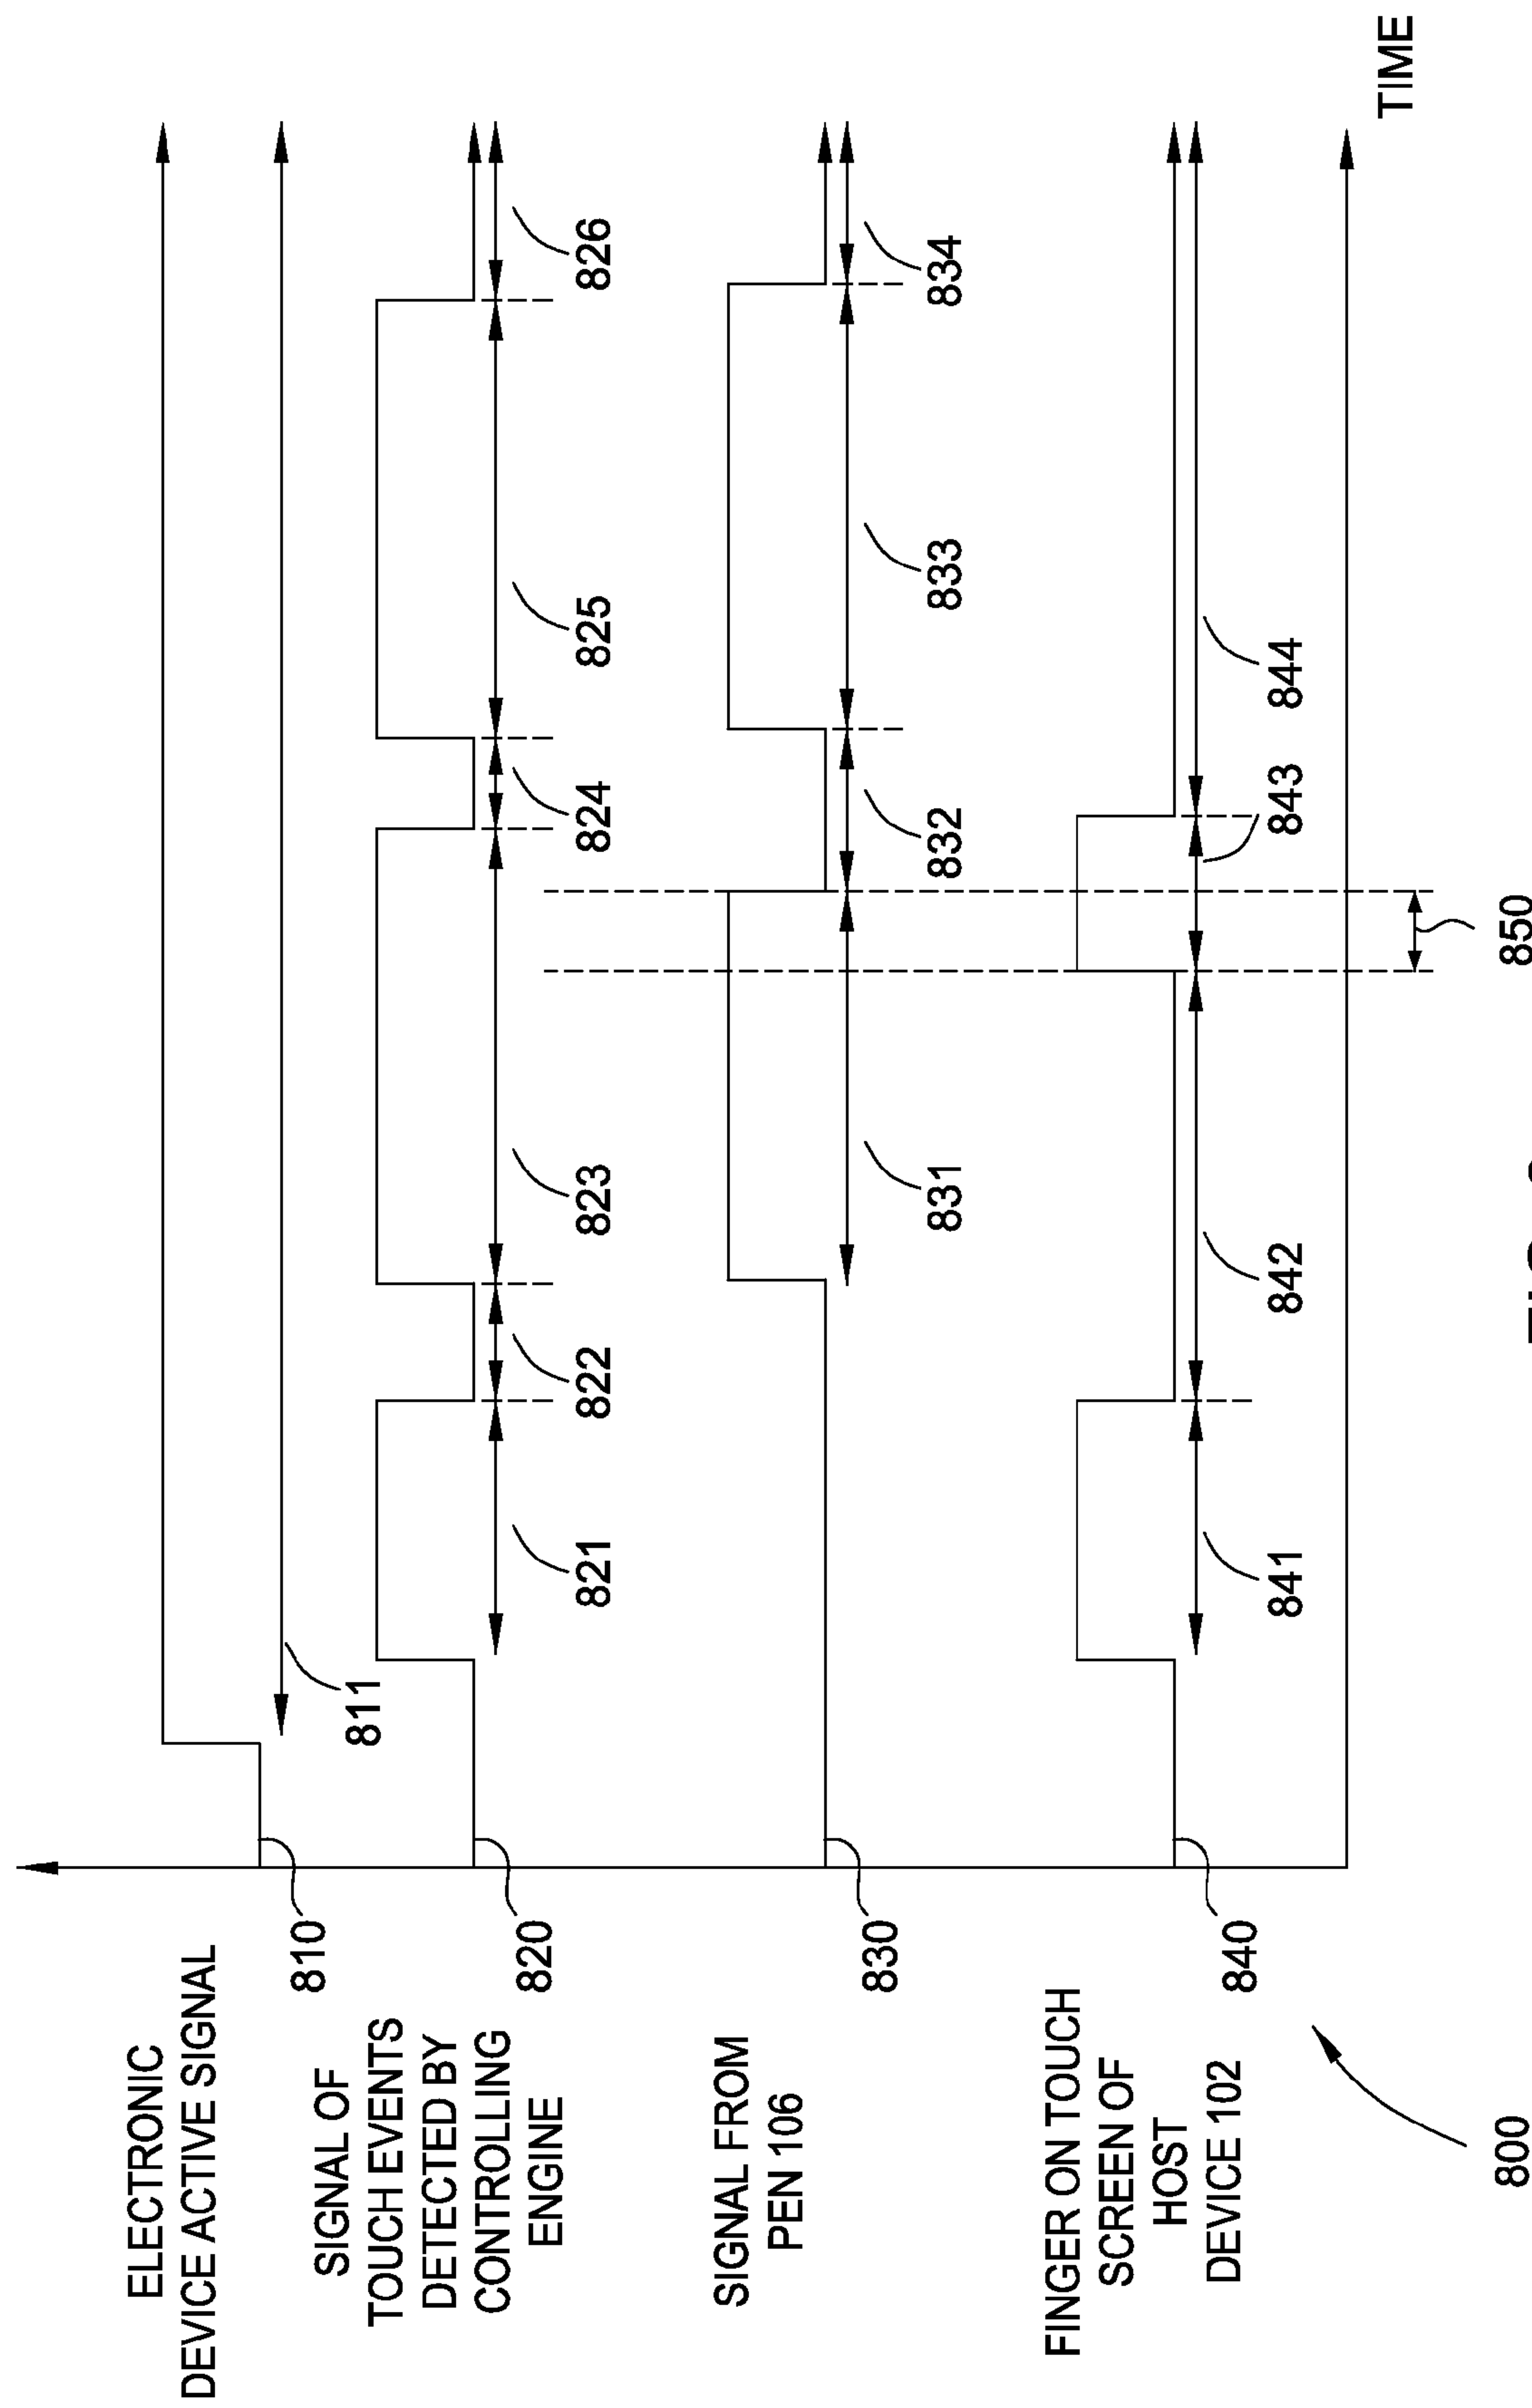 ELECTRONIC
DEVICE ACTIVE SIGNAL
810
811
SIGNAL OF
TOUCH EVENTS
DETECTED BY
CONTROLLING
ENGINE
820
821
822
823
824
825
826
SIGNAL FROM
PEN 106
830
831
832
833
834
FINGER ON TOUCH
SCREEN OF
HOST
DEVICE 102
840
841
842
843
844
TIME
850
800